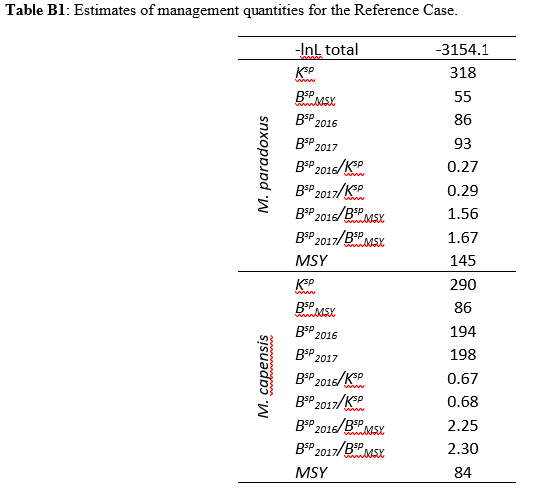 Table B1: Estimates of management quantities for the Reference Case.
-lnL total -3154.1
M. paradoxus
K^sp 318
B^sp_MSY 55
B^sp_2016 86
B^sp_2017 93
B^sp_2016/K^sp 0.27
B^sp_2017/K^sp 0.29
B^sp_2016/B^sp_MSY 1.56
B^sp_2017/B^sp_MSY 1.67
MSY 145
M. capensis
K^sp 290
B^sp_MSY 86
B^sp_2016 194
B^sp_2017 198
B^sp_2016/K^sp 0.67
B^sp_2017/K^sp 0.68
B^sp_2016/B^sp_MSY 2.25
B^sp_2017/B^sp_MSY 2.30
MSY 84